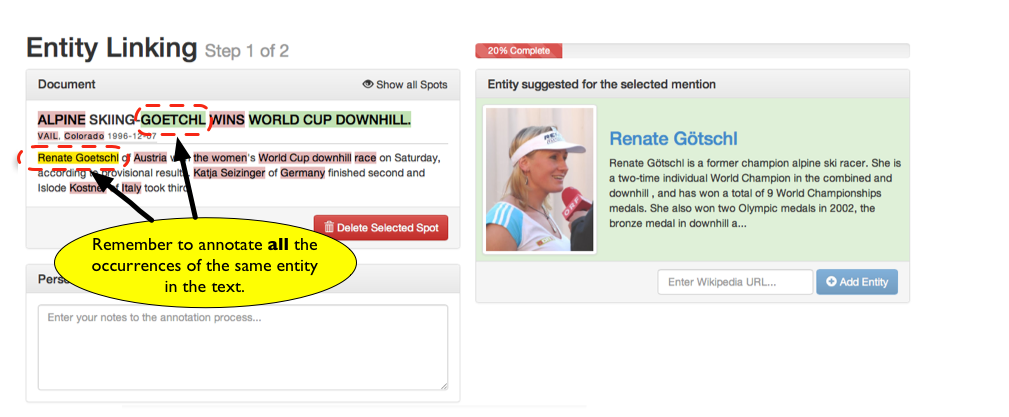 Entity Linking Step 1 of 2
Document
Show all Spots
ALPINE SKIING-GOETCHL WINS WORLD CUP DOWNHILL.
VAIL, Colorado 1996-12-07
Renate Goetschl of Austria won the women's World Cup downhill race on Saturday,
according to provisional results. Katja Seizinger of Germany finished second and
Islode Kostner of Italy took third
Delete Selected Spot
Remember to annotate all the
occurrences of the same entity
in the text.
Perso
Enter your notes to the annotation process...
20% Complete
Entity suggested for the selected mention
Renate Götschl
Renate Götschl is a former champion alpine ski racer. She is
a two-time individual World Champion in the combined and
downhill , and has won a total of 9 World Championships
medals. She also won two Olympic medals in 2002, the
bronze medal in downhill a...
Enter Wikipedia URL...
Add Entity